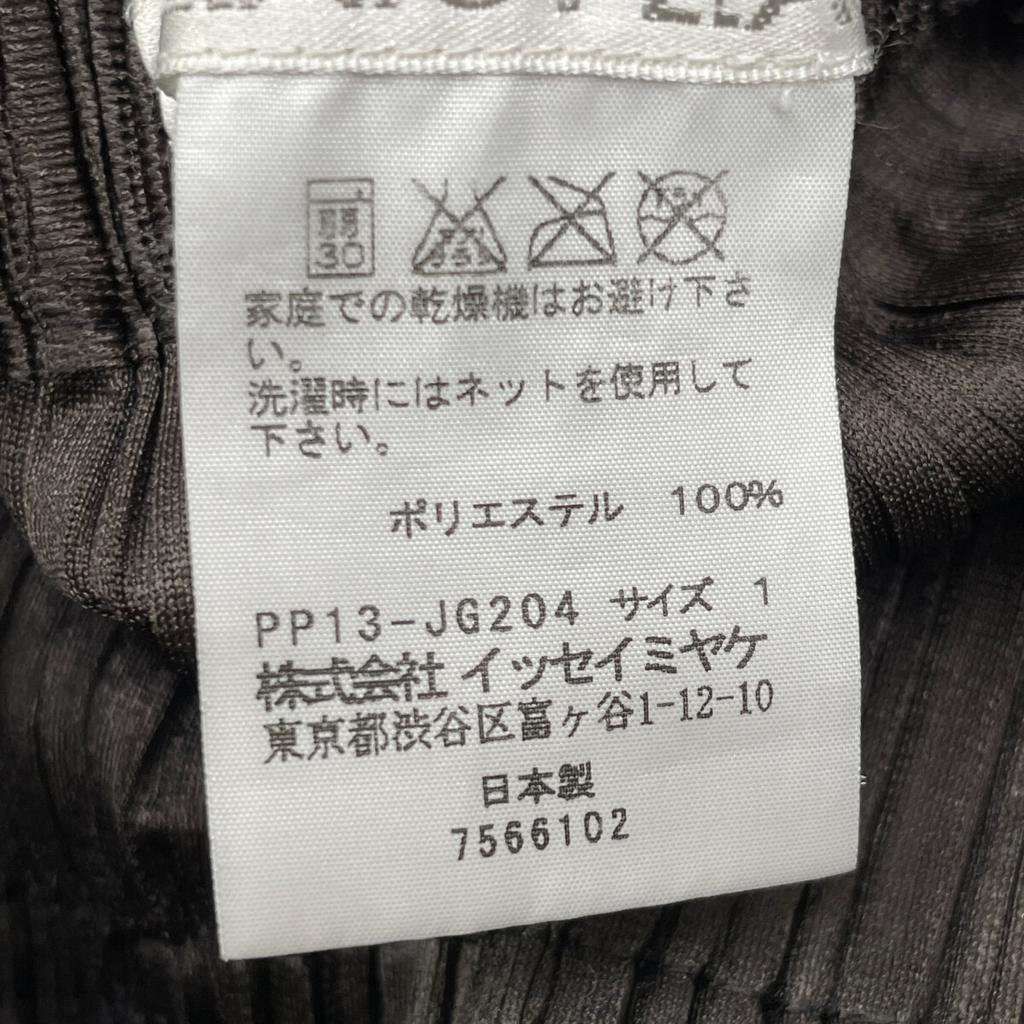 30
家庭での乾燥機はお避け下さ
い。
洗濯時にはネットを使用して
下さい。
ポリエステル 100%
PP13-JG204 サイズ 1
株式会社 イッセイミヤケ
東京都渋谷区富ヶ谷1-12-10
日本製
7566102